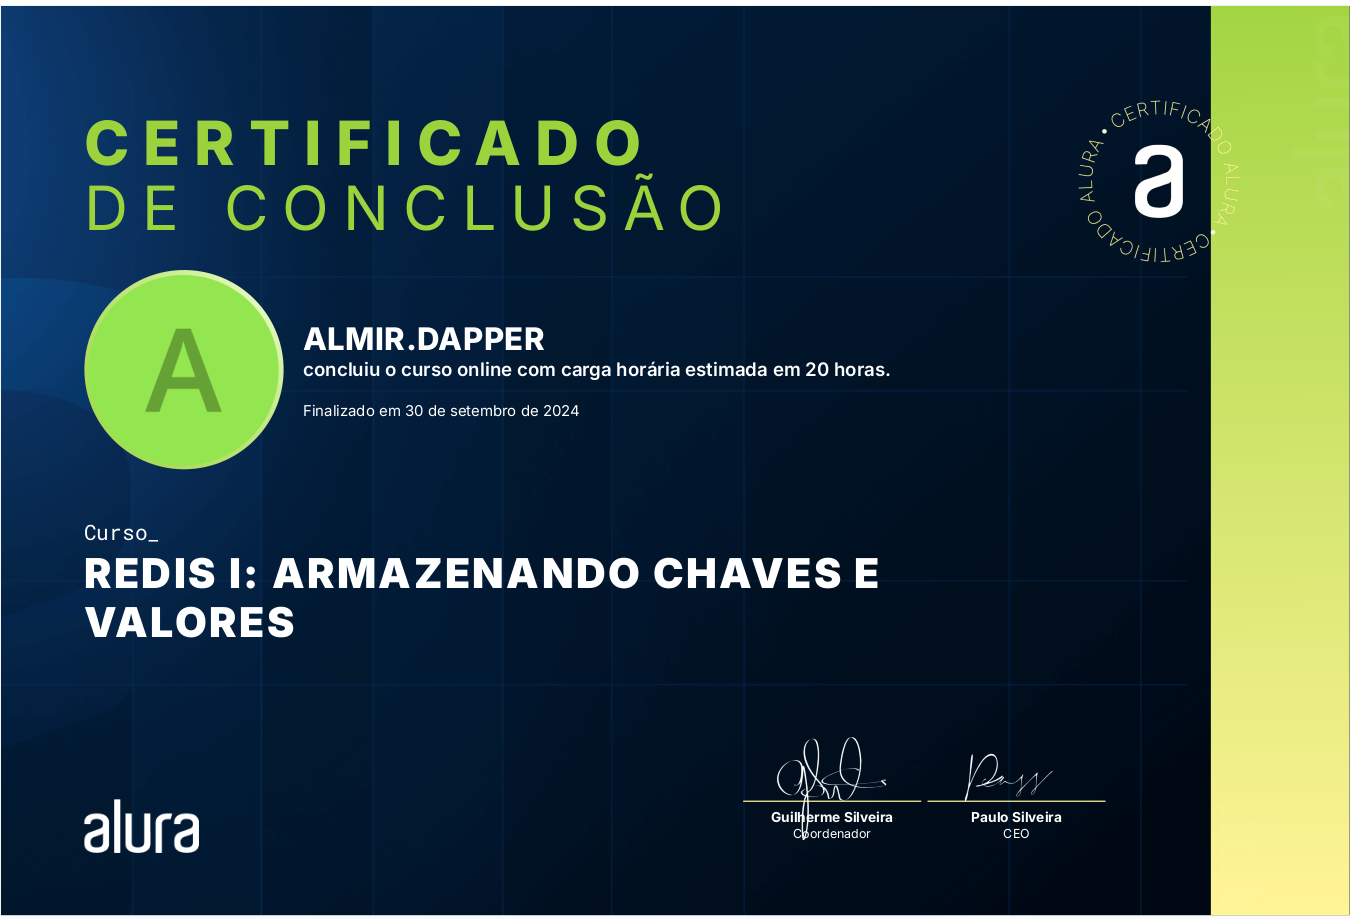 CERTIFICADO
DE CONCLUSÃO
CERTIFICADO ALURA • CERTIFICADO ALURA •
a
alura
A
ALMIR.DAPPER
concluiu o curso online com carga horária estimada em 20 horas.
Finalizado em 30 de setembro de 2024
Curso_
REDIS I: ARMAZENANDO CHAVES E
VALORES
Guilherme Silveira
Coordenador
Paulo Silveira
CEO
alura